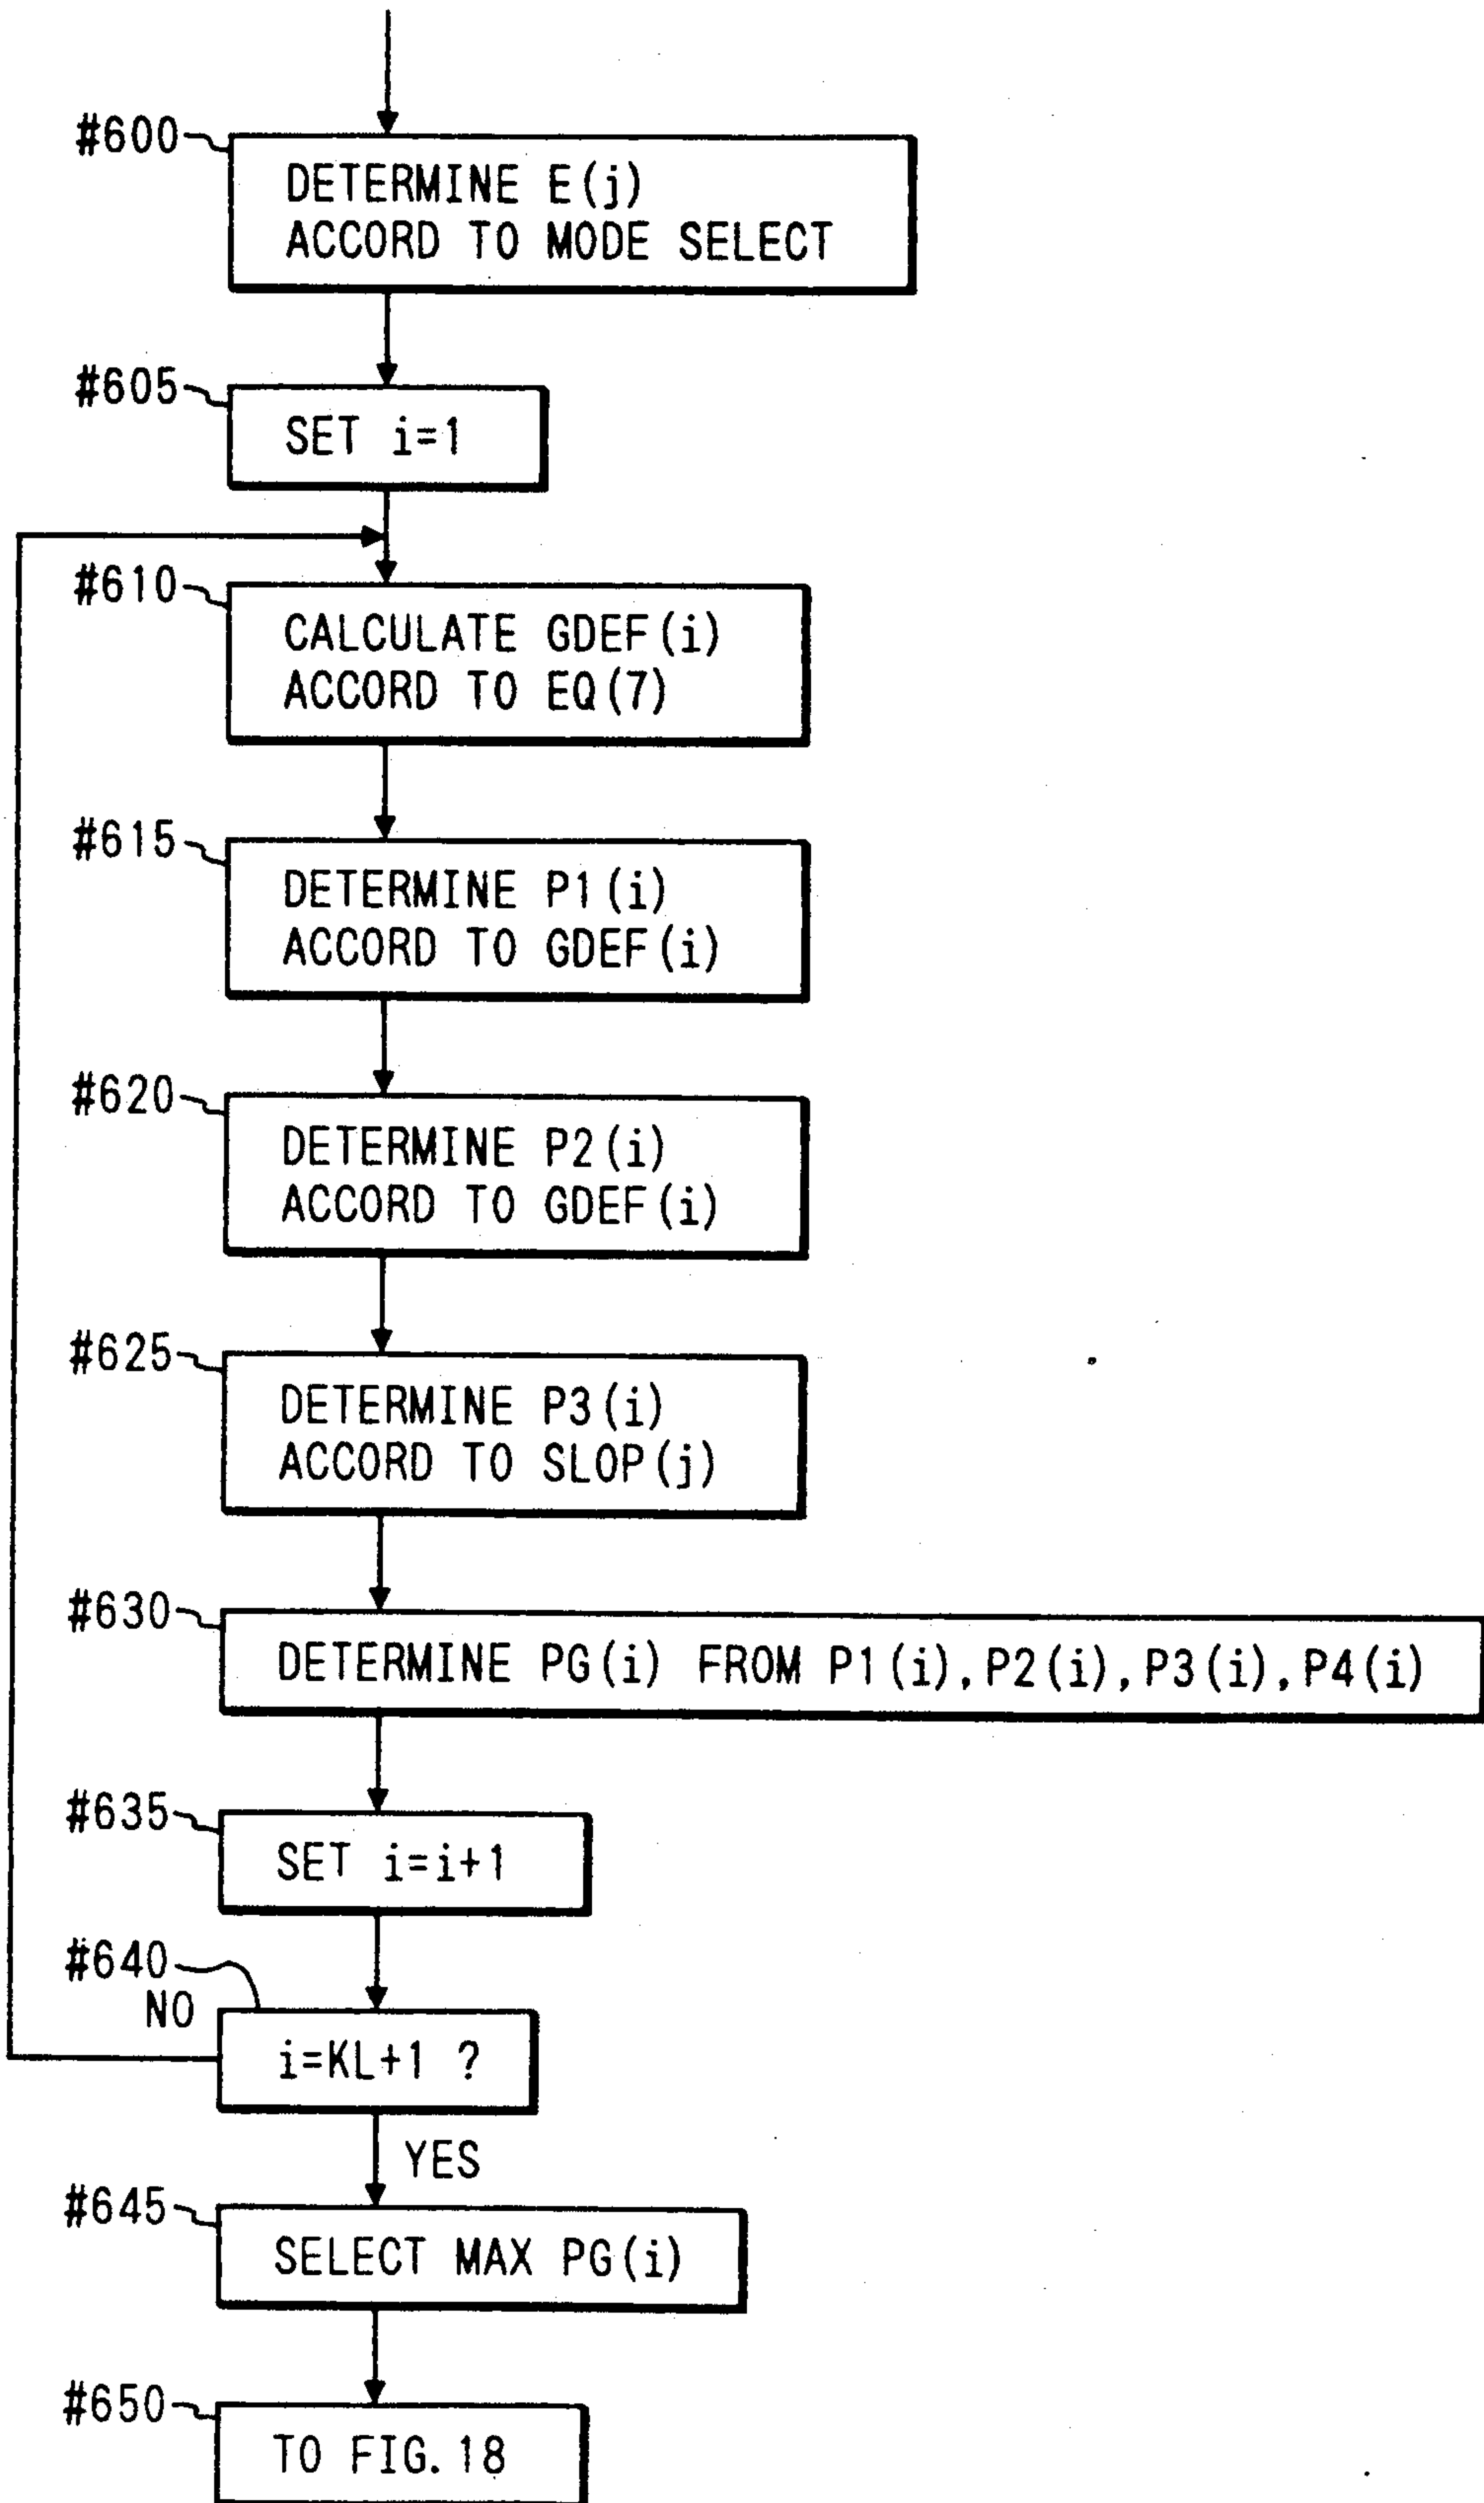 #600
DETERMINE E(j)
ACCORD TO MODE SELECT
#605
SET i=1
#610
CALCULATE GDEF(i)
ACCORD TO EQ(7)
#615
DETERMINE P1(i)
ACCORD TO GDEF(i)
#620
DETERMINE P2(i)
ACCORD TO GDEF(i)
#625
DETERMINE P3(i)
ACCORD TO SLOP(j)
#630
DETERMINE PG(i) FROM P1(i),P2(i),P3(i),P4(i)
#635
SET i=i+1
#640
NO
i=KL+1 ?
YES
#645
SELECT MAX PG(i)
#650
TO FIG.18